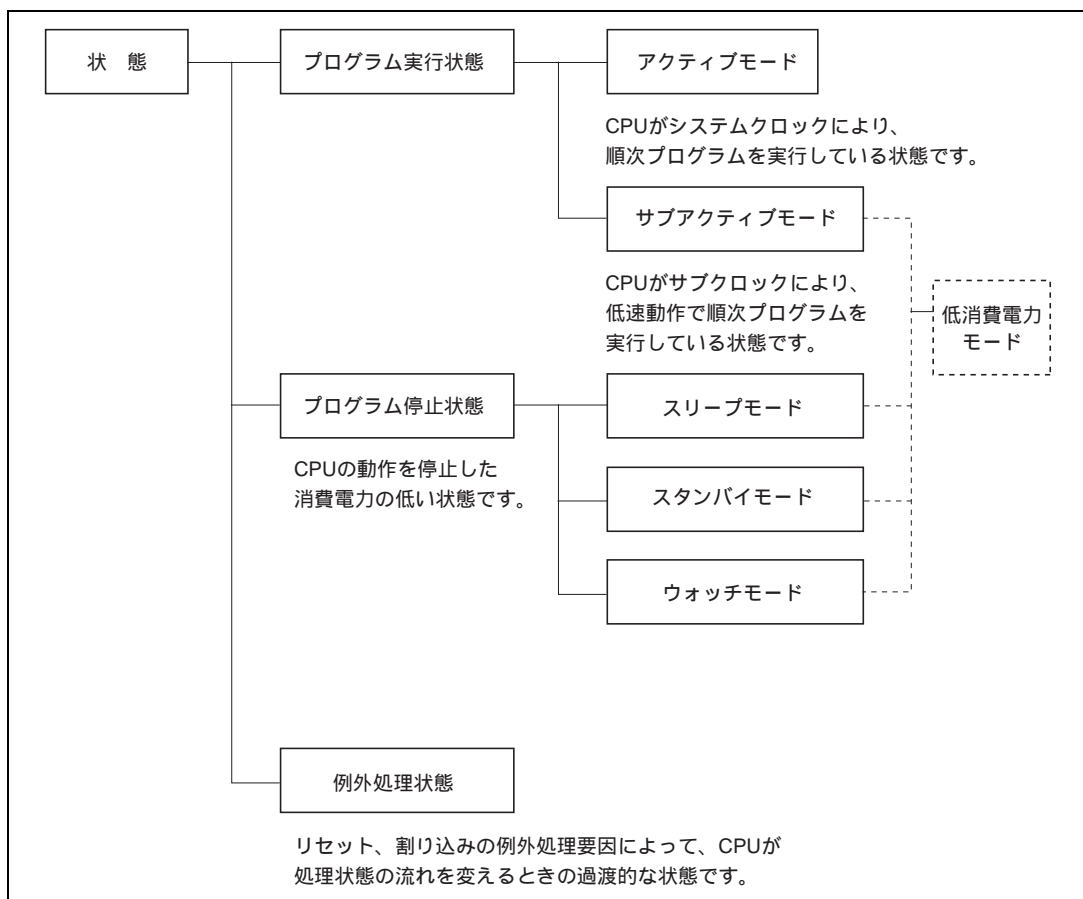 状　態
プログラム実行状態
アクティブモード
CPUがシステムクロックにより、
順次プログラムを実行している状態です。
サブアクティブモード
CPUがサブクロックにより、
低速動作で順次プログラムを
実行している状態です。
低消費電力
モード
プログラム停止状態
CPUの動作を停止した
消費電力の低い状態です。
スリープモード
スタンバイモード
ウォッチモード
例外処理状態
リセット、割り込みの例外処理要因によって、CPUが
処理状態の流れを変えるときの過渡的な状態です。